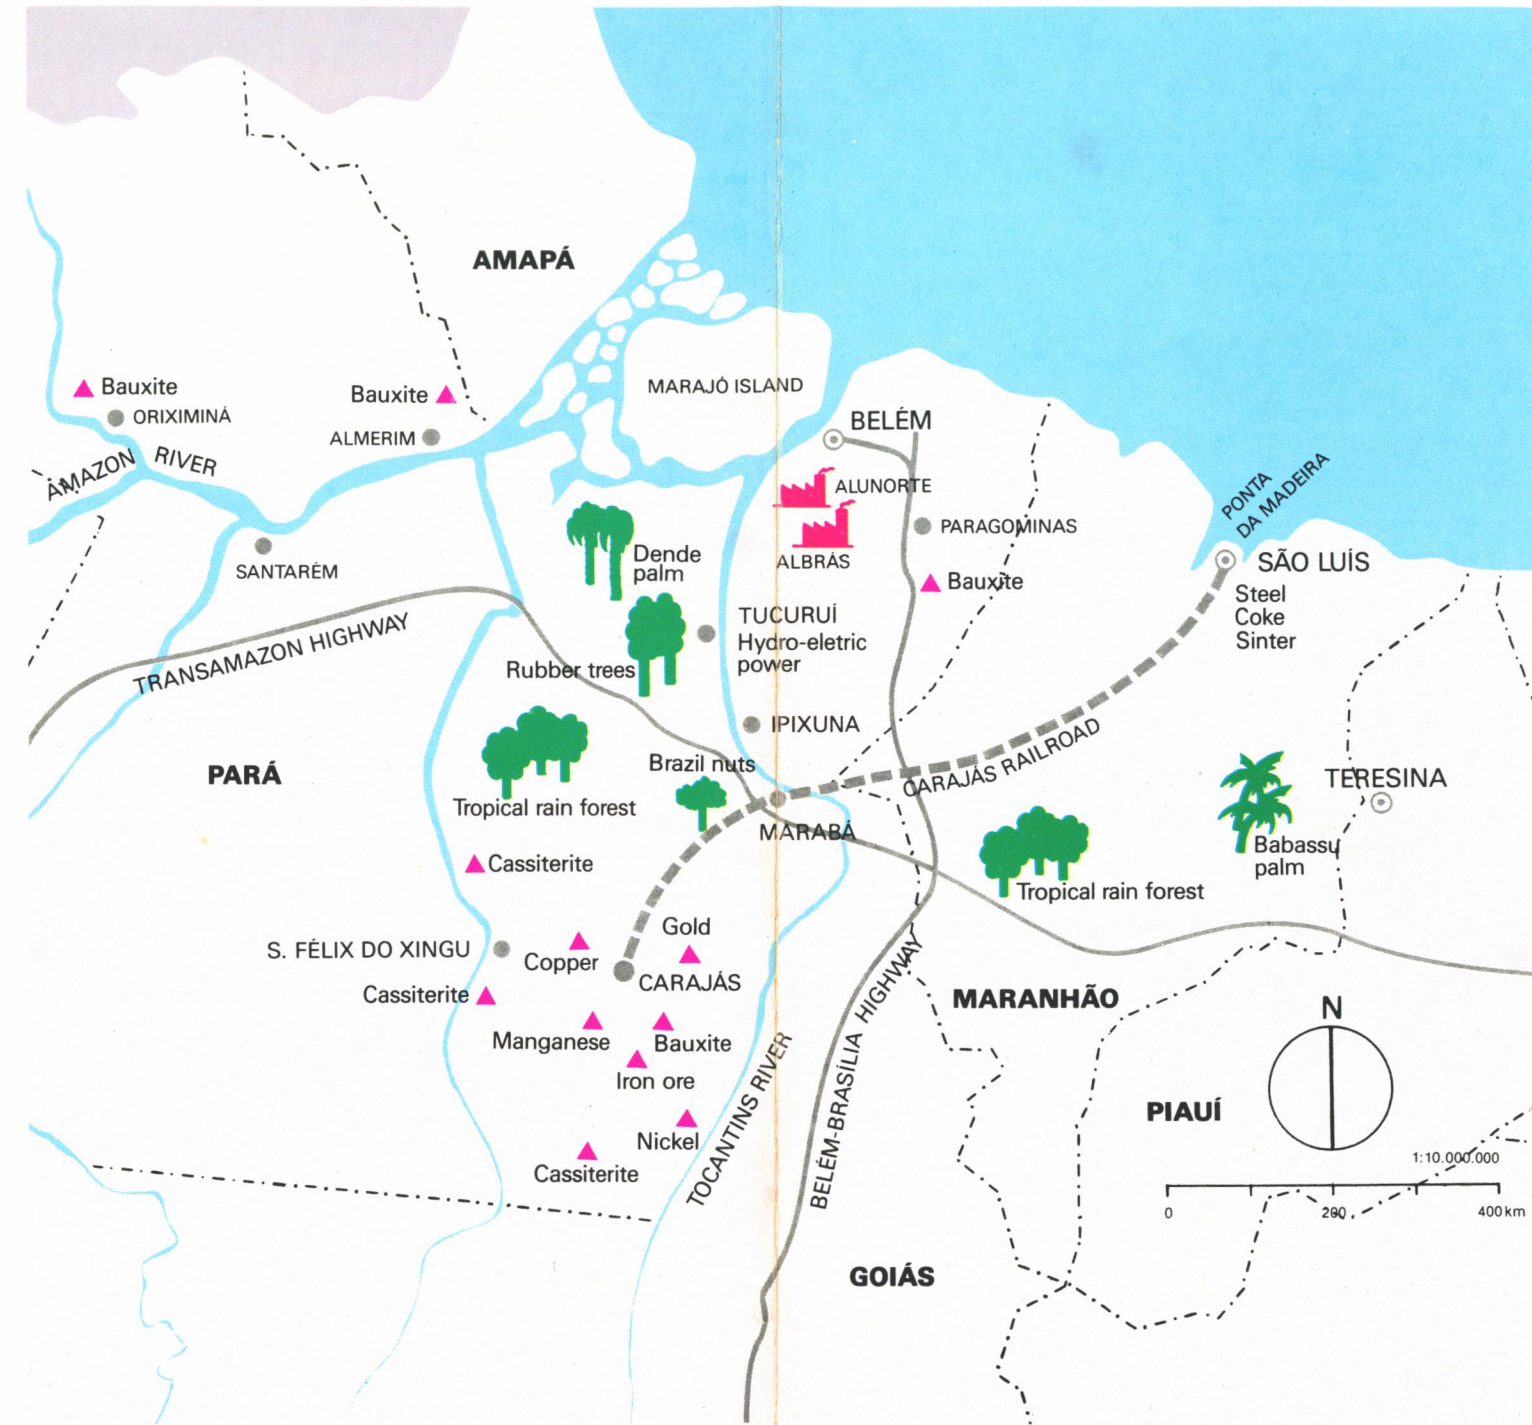 AMAPÁ
Bauxite
ORIXIMINÁ
Bauxite
ALMERIM
MARAJÓ ISLAND
BELÉM
AMAZON RIVER
ALUNORTE
PONTA
DA MADEIRA
PARAGOMINAS
ALBRÁS
SÃO LUÍS
Steel
Coke
Sinter
SANTARÉM
Dende
palm
Bauxite
TUCURUÍ
Hydro-eletric
power
TRANSAMAZON HIGHWAY
Rubber trees
IPIXUNA
PARÁ
Brazil nuts
CARAJÁS RAILROAD
TERESINA
Tropical rain forest
MARABÁ
Babassu
palm
Cassiterite
Tropical rain forest
Gold
S. FÉLIX DO XINGU
Copper
CARAJÁS
Cassiterite
MARANHÃO
N
Manganese
Bauxite
Iron ore
TOCANTINS RIVER
BELÉM-BRASÍLIA HIGHWAY
PIAUÍ
Nickel
Cassiterite
1:10.000.000
0 200 400 km
GOIÁS